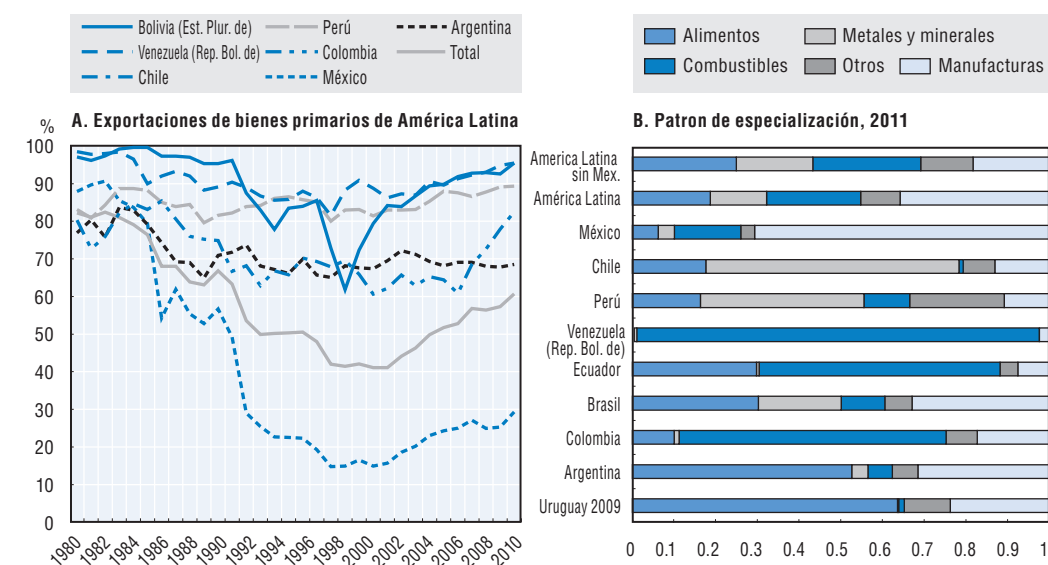 Bolivia (Est. Plur. de) Perú Argentina
Venezuela (Rep. Bol. de) Colombia Total
Chile México
% A. Exportaciones de bienes primarios de América Latina
100
90
80
70
60
50
40
30
20
10
0
1980 1982 1984 1986 1988 1990 1992 1994 1996 1998 2000 2002 2004 2006 2008 2010
Alimentos Metales y minerales
Combustibles Otros Manufacturas
B. Patron de especialización, 2011
America Latina
sin Mex.
América Latina
México
Chile
Perú
Venezuela
(Rep. Bol. de)
Ecuador
Brasil
Colombia
Argentina
Uruguay 2009
0 0.1 0.2 0.3 0.4 0.5 0.6 0.7 0.8 0.9 1